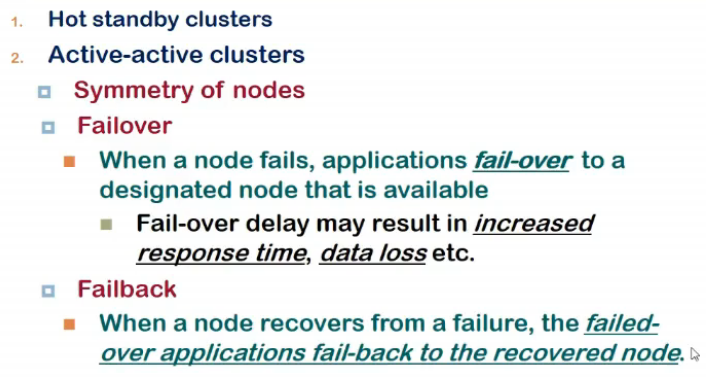 1. Hot standby clusters
2. Active-active clusters
Symmetry of nodes
Failover
When a node fails, applications fail-over to a
designated node that is available
Fail-over delay may result in increased
response time, data loss etc.
Failback
When a node recovers from a failure, the failed-
over applications fail-back to the recovered node.